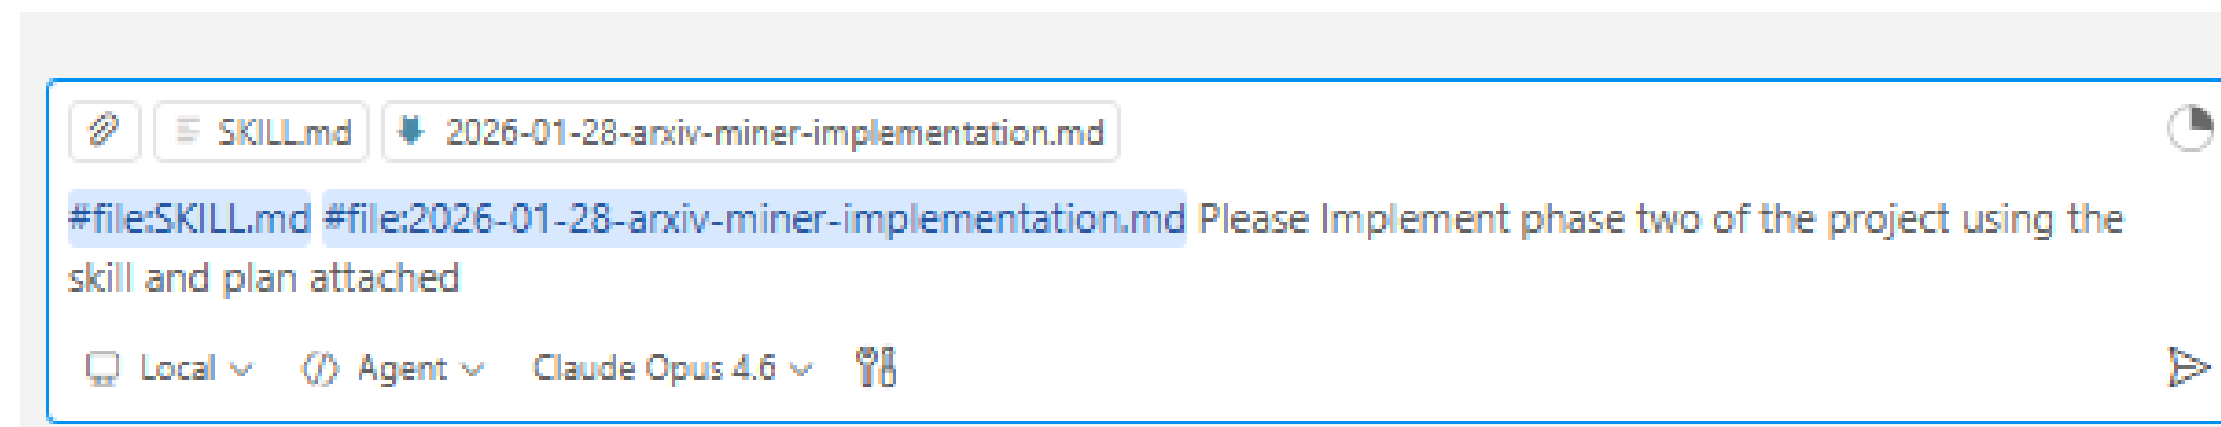 SKILL.md 2026-01-28-arxiv-miner-implementation.md
#file:SKILL.md #file:2026-01-28-arxiv-miner-implementation.md Please Implement phase two of the project using the
skill and plan attached
Local Agent Claude Opus 4.6